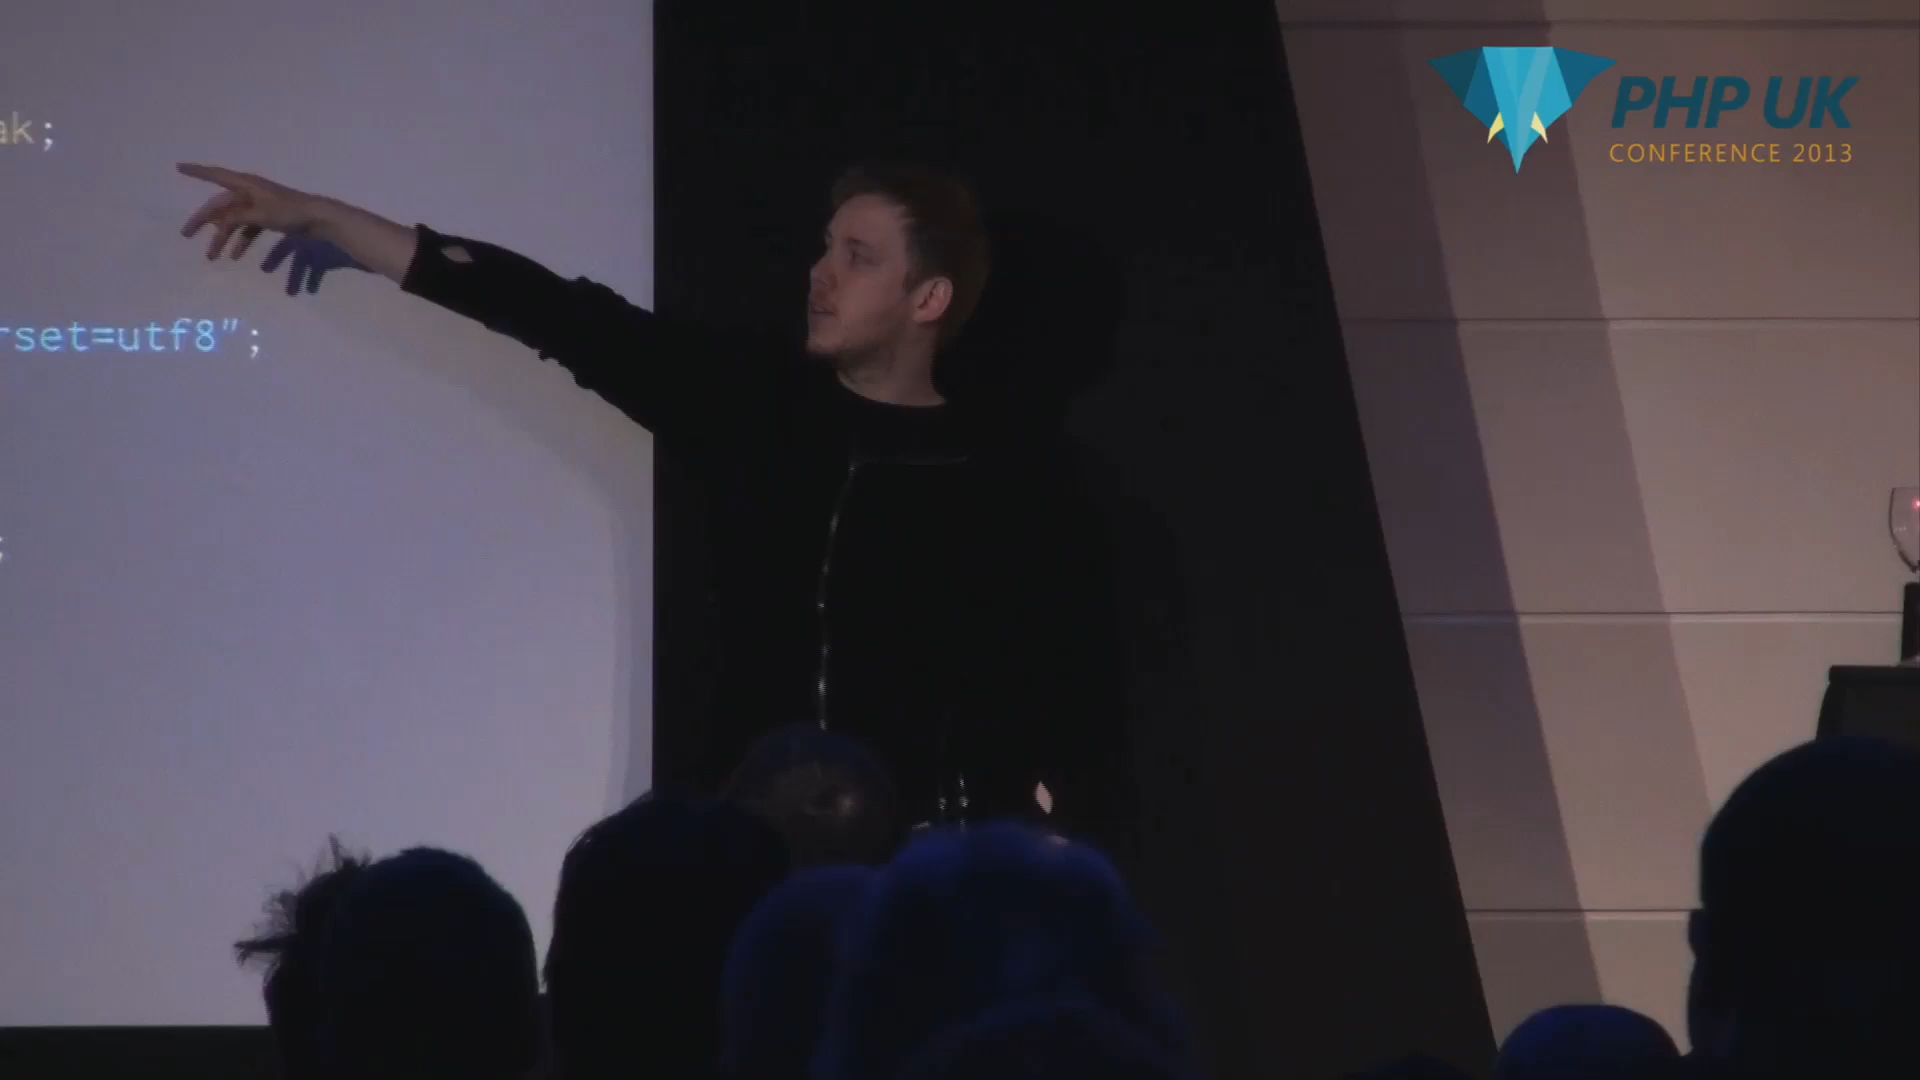 PHP UK
CONFERENCE 2013
ak;
rset=utf8";
;